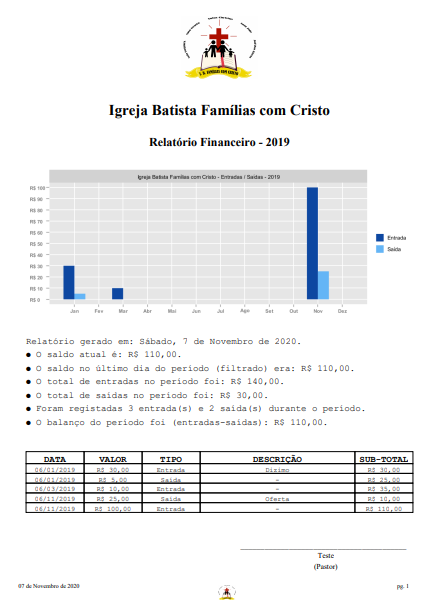 I. B. FAMÍLIAS COM CRISTO
Igreja Batista Famílias com Cristo
Relatório Financeiro - 2019
Igreja Batista Famílias com Cristo - Entradas / Saídas - 2019
R$ 100
R$ 90
R$ 80
R$ 70
R$ 60
R$ 50
R$ 40
R$ 30
R$ 20
R$ 10
R$ 0
Entrada
Saída
Jan Fev Mar Abr Mai Jun Jul Ago Set Out Nov Dez
Relatório gerado em: Sábado, 7 de Novembro de 2020.
● O saldo atual é: R$ 110,00.
● O saldo no último dia do período (filtrado) era: R$ 110,00.
● O total de entradas no período foi: R$ 140,00.
● O total de saídas no período foi: R$ 30,00.
● Foram registadas 3 entrada(s) e 2 saída(s) durante o período.
● O balanço do período foi (entradas-saídas): R$ 110,00.
DATA VALOR TIPO DESCRIÇÃO SUB-TOTAL
06/01/2019 R$ 30,00 Entrada Dízimo R$ 30,00
06/01/2019 R$ 5,00 Saída - R$ 25,00
06/03/2019 R$ 10,00 Entrada - R$ 35,00
06/11/2019 R$ 25,00 Saída Oferta R$ 10,00
06/11/2019 R$ 100,00 Entrada - R$ 110,00
Teste
(Pastor)
07 de Novembro de 2020 pg. 1